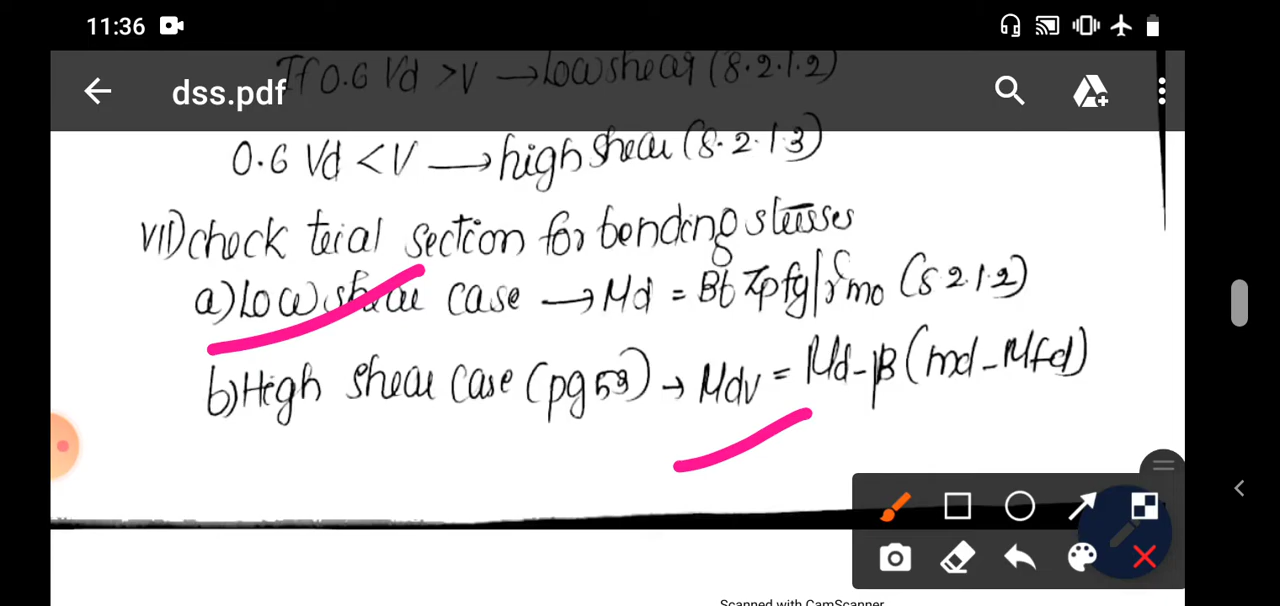 11:36
If 0.6 Vd > V → Low shear (8.2.1.2)
dss.pdf
0.6 Vd < V → high shear (8.2.1.3)
VII) check trial section for bending stresses
a) Low shear case → Md = βb Zp fy / γmo (8.2.1.2)
b) High shear case (pg 53) → Mdv = Md - β (md - Mfd)
Scanned with CamScanner